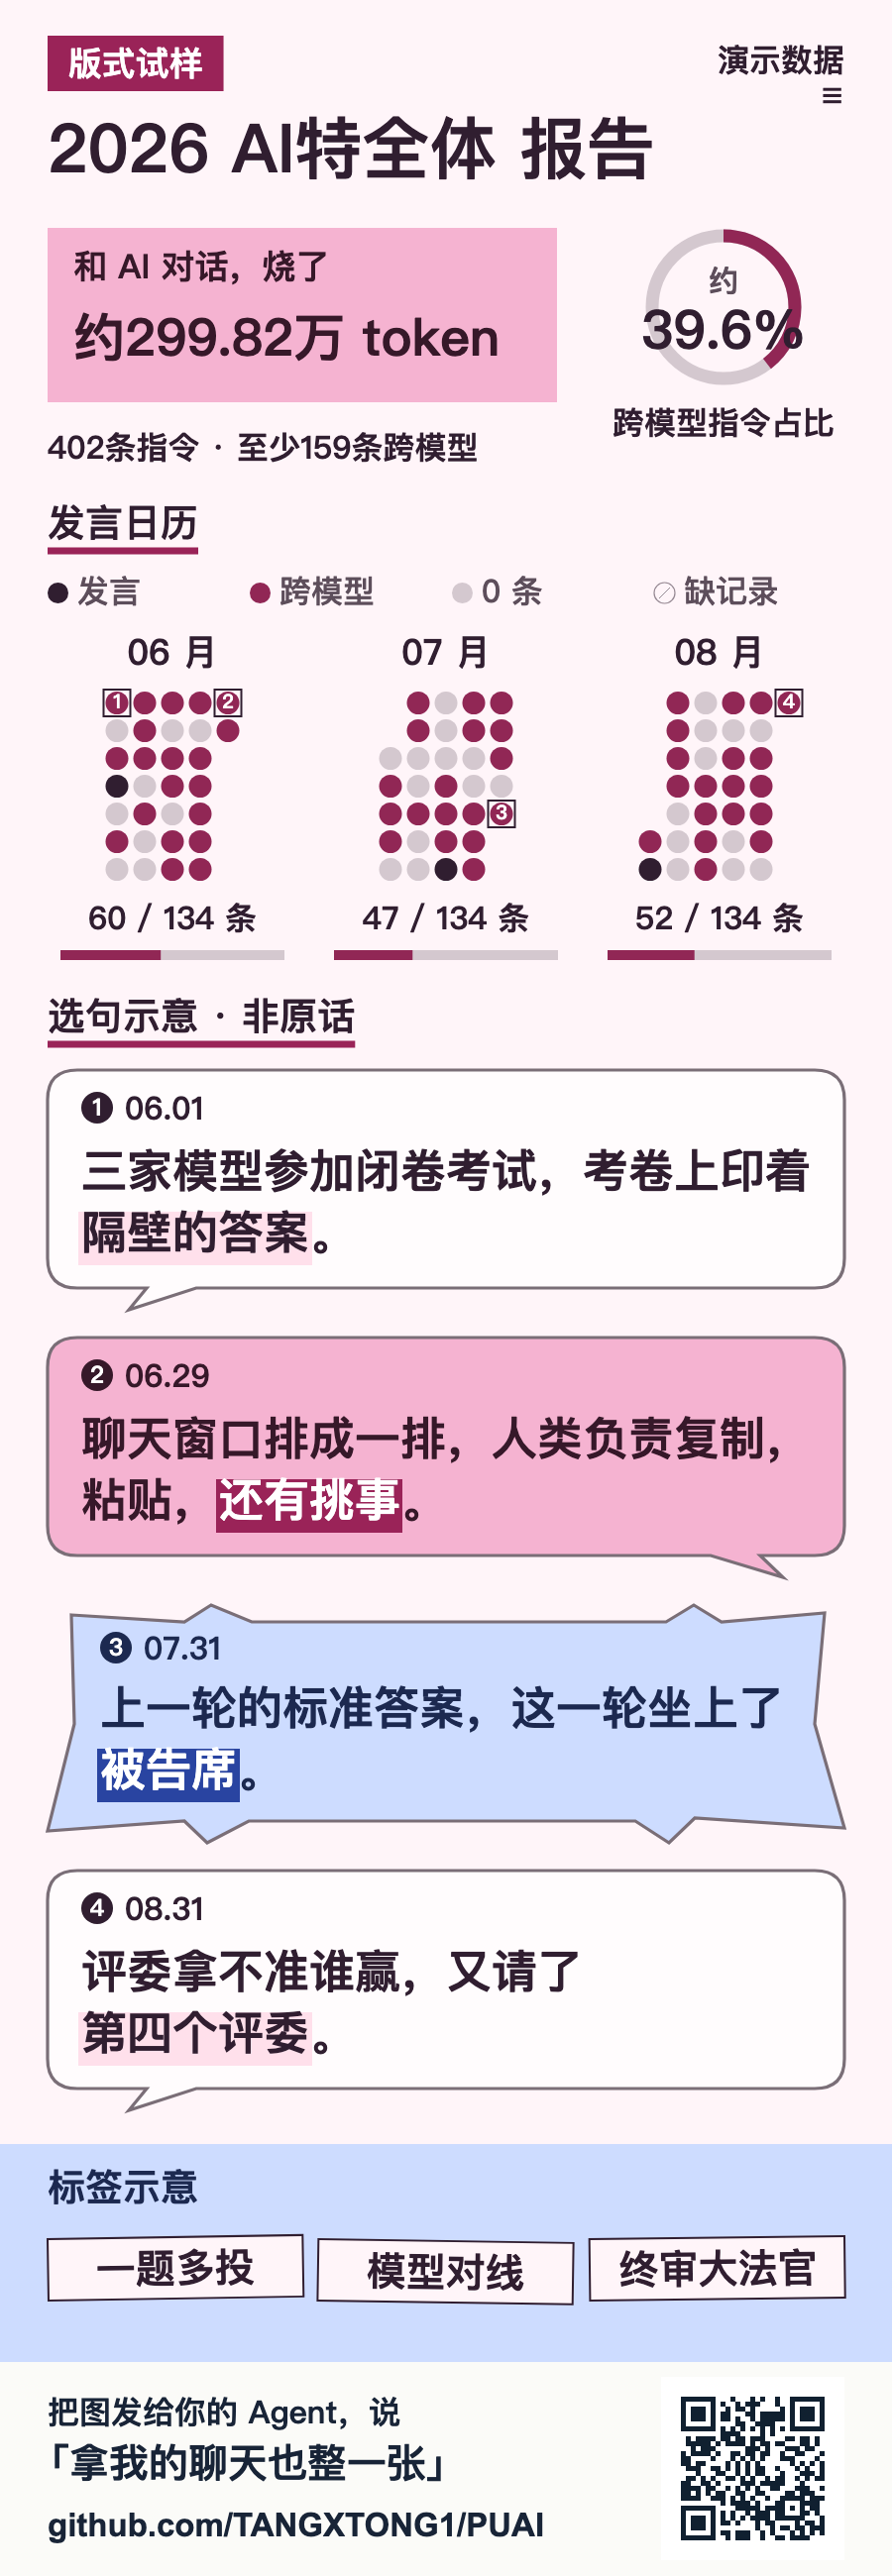 版式试样
演示数据
2026 AI特全体 报告
和 AI 对话，烧了
约299.82万 token
约
39.6%
跨模型指令占比
402条指令 · 至少159条跨模型
发言日历
发言
跨模型
0 条
缺记录
06 月
07 月
08 月
1
2
3
4
60 / 134 条
47 / 134 条
52 / 134 条
选句示意 · 非原话
1 06.01
三家模型参加闭卷考试，考卷上印着
隔壁的答案。
2 06.29
聊天窗口排成一排，人类负责复制，
粘贴，还有挑事。
3 07.31
上一轮的标准答案，这一轮坐上了
被告席。
4 08.31
评委拿不准谁赢，又请了
第四个评委。
标签示意
一题多投
模型对线
终审大法官
把图发给你的 Agent，说
「拿我的聊天也整一张」
github.com/TANGXTONG1/PUAI